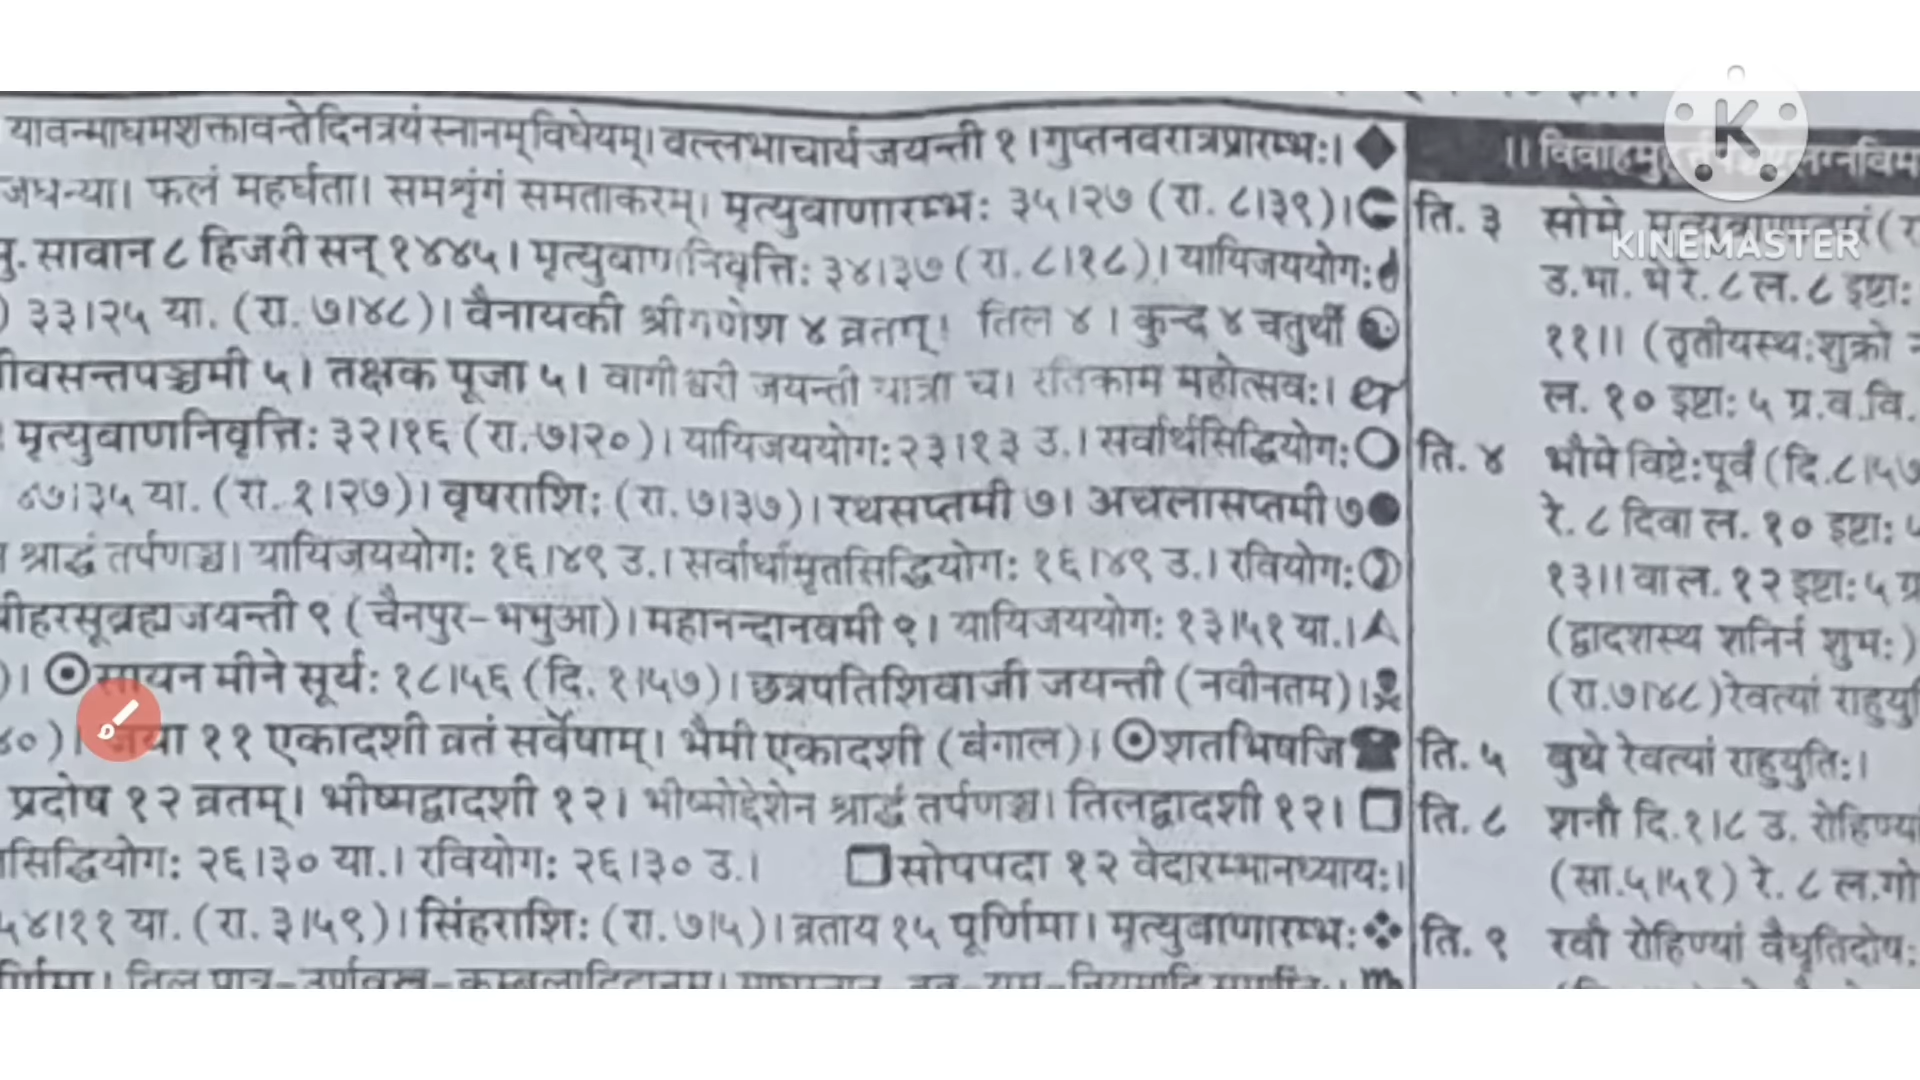 यावन्माघमशक्तावन्तेदिनत्रयं स्नानम् विधेयम्। वल्लभाचार्य जयन्ती १।गुप्तनवरात्रप्रारम्भः।
जघन्या। फलं महर्घता। समशृंगं समताकरम्। मृत्युवाणारम्भः ३५।२७ (रा. ८।३९)।
मु. सावान ८ हिजरी सन् १४४५। मृत्युवाणनिवृत्तिः ३४।३७ (रा. ८।१८)। यायिजययोगः
) ३३।२५ या. (रा. ७।४८)। वैनायकी श्रीगणेश ४ व्रतम्। तिल ४। कुन्द ४ चतुर्थी
वसन्तपञ्चमी ५। तक्षक पूजा ५। वागीश्वरी जयन्ती यात्रा च। रतिकाम महोत्सवः।
मृत्युवाणनिवृत्तिः ३२।१६ (रा.७।२०)। यायिजययोगः २३।१३ उ.। सर्वार्थसिद्धियोगः
४७।३५ या. (रा. १।२७)। वृषराशिः (रा. ७।३७)। रथसप्तमी ७। अचलासप्तमी ७
श्राद्धं तर्पणञ्च। यायिजययोगः १६।४९ उ.। सर्वार्थामृतसिद्धियोगः १६।४९ उ.। रवियोगः
हरसूब्रह्म जयन्ती ९ (चैनपुर-भभुआ)। महानन्दानवमी ९। यायिजययोगः १३।५१ या.।
)। सायन मीने सूर्यः १८।५६ (दि. १।५७)। छत्रपतिशिवाजी जयन्ती (नवीनतम)।
४०)। जया ११ एकादशी व्रतं सर्वेषाम्। भैमी एकादशी (बंगाल)। शतभिषजि
प्रदोष १२ व्रतम्। भीष्मद्वादशी १२। भीष्मोद्देशेन श्राद्धं तर्पणञ्च। तिलद्वादशी १२।
सिद्धियोगः २६।३० या.। रवियोगः २६।३० उ.। सोपपदा १२ वेदारम्भानध्यायः।
५४।११ या. (रा. ३।५९)। सिंहराशिः (रा. ७।५)। व्रताय १५ पूर्णिमा। मृत्युवाणारम्भः
K
KINEMASTER
ति. ३ सोमे
उ.भा. भे रे. ८ ल. ८ इष्टाः
११॥ (तृतीयस्थःशुक्रो
ल. १० इष्टाः ५ ग्र.व.वि.
ति. ४ भौमे विष्टेःपूर्वं (दि.८।५७
रे. ८ दिवा ल. १० इष्टाः
१३॥ वा ल. १२ इष्टाः ५ ग्र
(द्वादशस्थ शनिर्न शुभः)
(रा.७।४८) रेवत्यां राहुयु
ति. ५ बुधे रेवत्यां राहुयुतिः।
ति. ८ शनौ दि.१।८ उ. रोहिण्यां
(सा.५।५१) रे. ८ ल.गो
ति. ९ रवौ रोहिण्यां वैधृतिदोषः